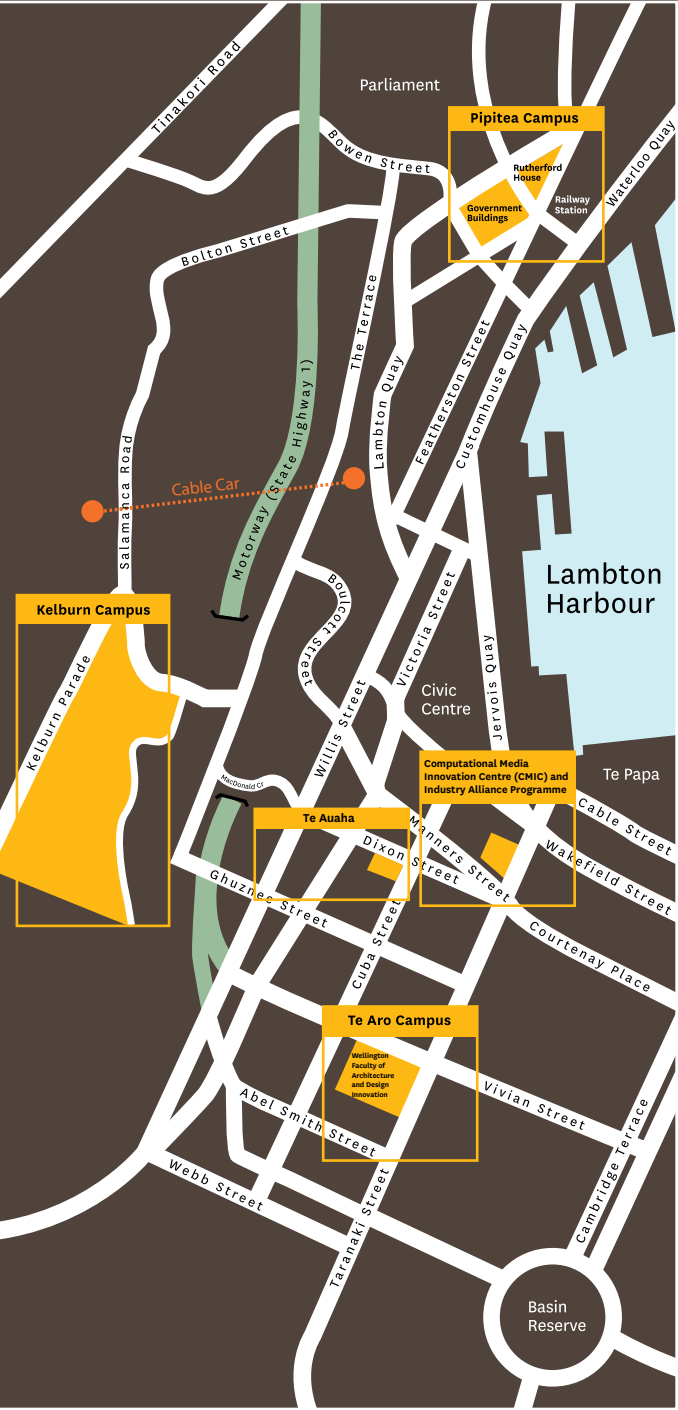 Tinakori Road
Parliament
Pipitea Campus
Bowen Street
Rutherford
House
Waterloo Quay
Government
Buildings
Railway
Station
Bolton Street
The Terrace
Lambton Quay
Featherston Street
Customhouse Quay
Motorway (State Highway 1)
Salamanca Road
Cable Car
Lambton
Harbour
Kelburn Campus
Boulcott Street
Victoria Street
Kelburn Parade
Civic
Centre
Jervois Quay
Willis Street
Computational Media
Innovation Centre (CMIC) and
Industry Alliance Programme
Te Papa
MacDonald Cr
Te Auaha
Cable Street
Manners Street
Dixon Street
Wakefield Street
Ghuznee Street
Cuba Street
Courtenay Place
Te Aro Campus
Wellington
Faculty of
Architecture
and Design
Innovation
Vivian Street
Abel Smith Street
Cambridge Terrace
Webb Street
Taranaki Street
Basin
Reserve